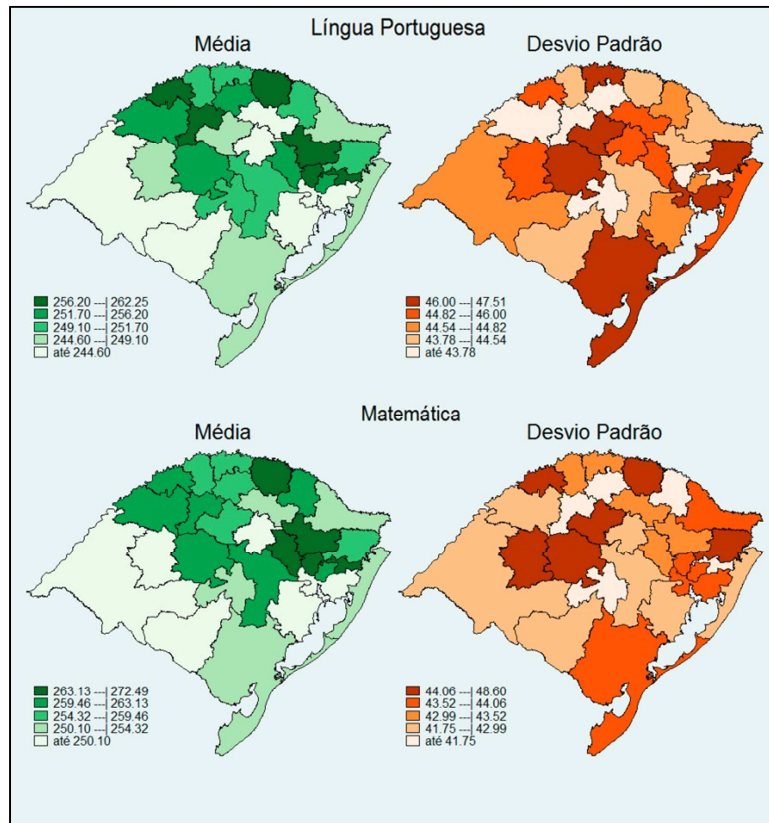 Língua Portuguesa
Média
Desvio Padrão
256.20 ---| 262.25
251.70 ---| 256.20
249.10 ---| 251.70
244.60 ---| 249.10
até 244.60
46.00 ---| 47.51
44.82 ---| 46.00
44.54 ---| 44.82
43.78 ---| 44.54
até 43.78
Matemática
Média
Desvio Padrão
263.13 ---| 272.49
259.46 ---| 263.13
254.32 ---| 259.46
250.10 ---| 254.32
até 250.10
44.06 ---| 48.60
43.52 ---| 44.06
42.99 ---| 43.52
41.75 ---| 42.99
até 41.75